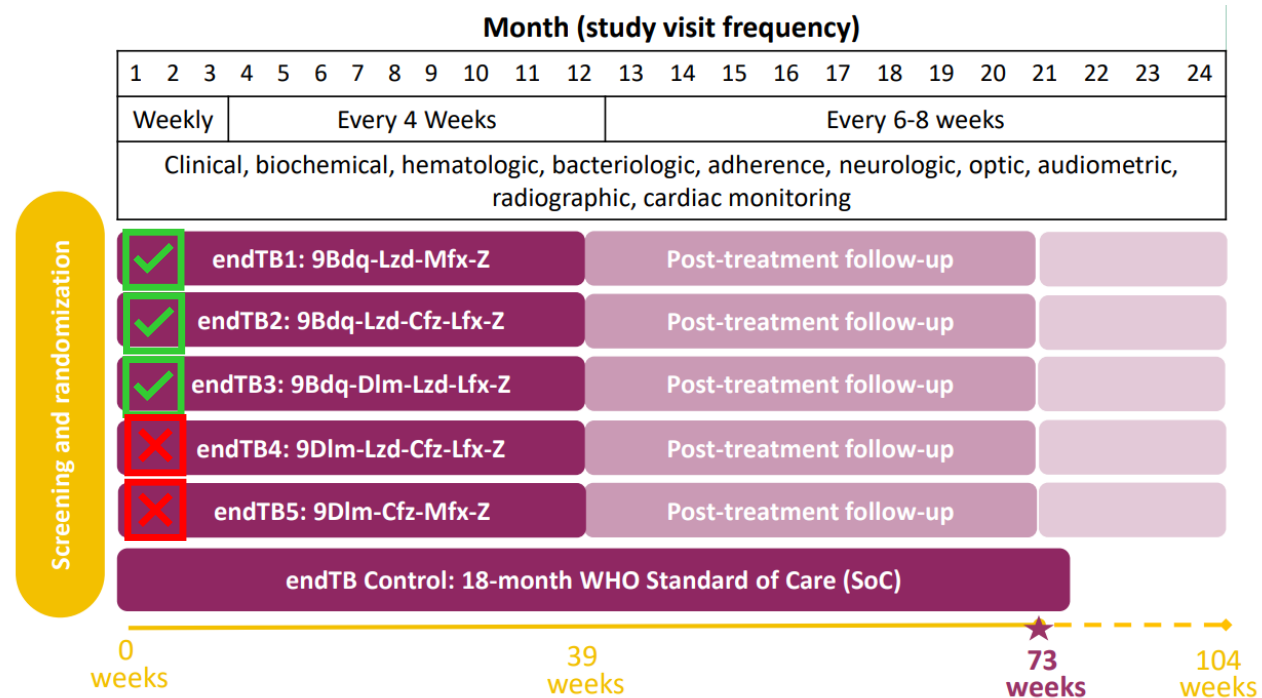 Month (study visit frequency)
1 2 3 4 5 6 7 8 9 10 11 12 13 14 15 16 17 18 19 20 21 22 23 24
Weekly Every 4 Weeks Every 6-8 weeks
Clinical, biochemical, hematologic, bacteriologic, adherence, neurologic, optic, audiometric,
radiographic, cardiac monitoring
Screening and randomization
endTB1: 9Bdq-Lzd-Mfx-Z Post-treatment follow-up
endTB2: 9Bdq-Lzd-Cfz-Lfx-Z Post-treatment follow-up
endTB3: 9Bdq-Dlm-Lzd-Lfx-Z Post-treatment follow-up
endTB4: 9Dlm-Lzd-Cfz-Lfx-Z Post-treatment follow-up
endTB5: 9Dlm-Cfz-Mfx-Z Post-treatment follow-up
endTB Control: 18-month WHO Standard of Care (SoC)
0 39 73 104
weeks weeks weeks weeks